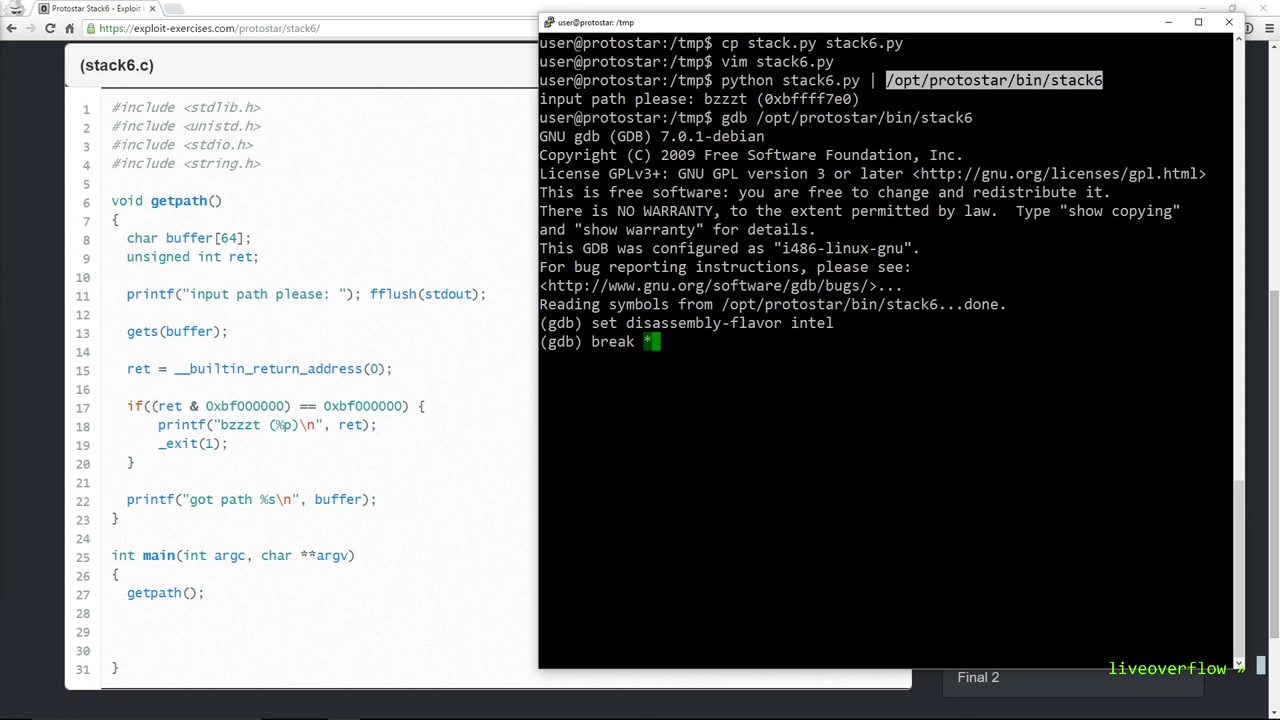 Protostar Stack6 - Exploit E
https://exploit-exercises.com/protostar/stack6/
(stack6.c)
1 #include <stdlib.h>
2 #include <unistd.h>
3 #include <stdio.h>
4 #include <string.h>
5
6 void getpath()
7 {
8 char buffer[64];
9 unsigned int ret;
10
11 printf("input path please: "); fflush(stdout);
12
13 gets(buffer);
14
15 ret = __builtin_return_address(0);
16
17 if((ret & 0xbf000000) == 0xbf000000) {
18 printf("bzzzt (%p)\n", ret);
19 _exit(1);
20 }
21
22 printf("got path %s\n", buffer);
23 }
24
25 int main(int argc, char **argv)
26 {
27 getpath();
28
29
30
31 }
user@protostar: /tmp
user@protostar:/tmp$ cp stack.py stack6.py
user@protostar:/tmp$ vim stack6.py
user@protostar:/tmp$ python stack6.py | /opt/protostar/bin/stack6
input path please: bzzzt (0xbffff7e0)
user@protostar:/tmp$ gdb /opt/protostar/bin/stack6
GNU gdb (GDB) 7.0.1-debian
Copyright (C) 2009 Free Software Foundation, Inc.
License GPLv3+: GNU GPL version 3 or later <http://gnu.org/licenses/gpl.html>
This is free software: you are free to change and redistribute it.
There is NO WARRANTY, to the extent permitted by law.  Type "show copying"
and "show warranty" for details.
This GDB was configured as "i486-linux-gnu".
For bug reporting instructions, please see:
<http://www.gnu.org/software/gdb/bugs/>...
Reading symbols from /opt/protostar/bin/stack6...done.
(gdb) set disassembly-flavor intel
(gdb) break *
liveoverflow »
Final 2